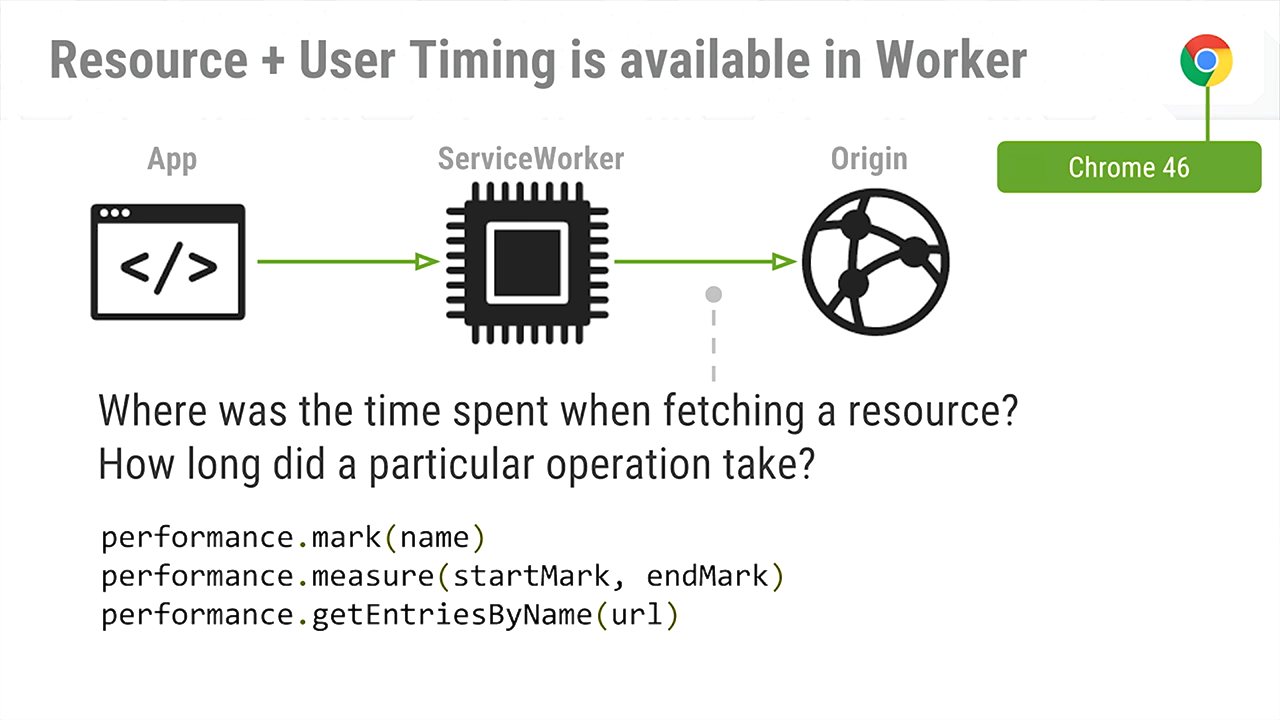 Resource + User Timing is available in Worker
App
ServiceWorker
Origin
Chrome 46
</>
Where was the time spent when fetching a resource?
How long did a particular operation take?
performance.mark(name)
performance.measure(startMark, endMark)
performance.getEntriesByName(url)